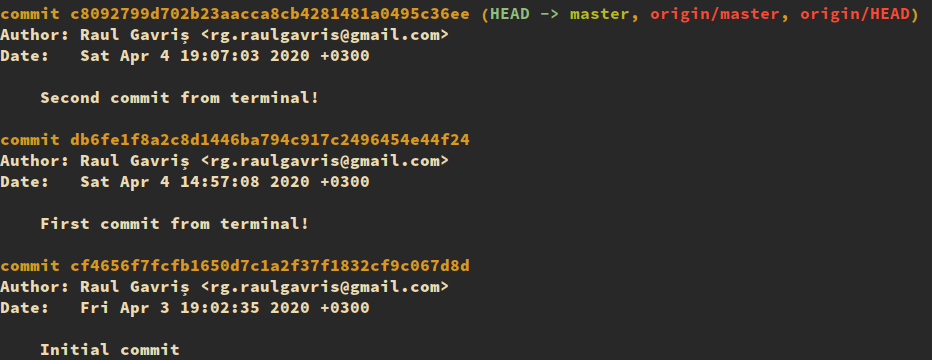 commit c8092799d702b23aacca8cb4281481a0495c36ee (HEAD -> master, origin/master, origin/HEAD)
Author: Raul Gavriș <rg.raulgavris@gmail.com>
Date:   Sat Apr 4 19:07:03 2020 +0300
    Second commit from terminal!
commit db6fe1f8a2c8d1446ba794c917c2496454e44f24
Author: Raul Gavriș <rg.raulgavris@gmail.com>
Date:   Sat Apr 4 14:57:08 2020 +0300
    First commit from terminal!
commit cf4656f7fcfb1650d7c1a2f37f1832cf9c067d8d
Author: Raul Gavriș <rg.raulgavris@gmail.com>
Date:   Fri Apr 3 19:02:35 2020 +0300
    Initial commit